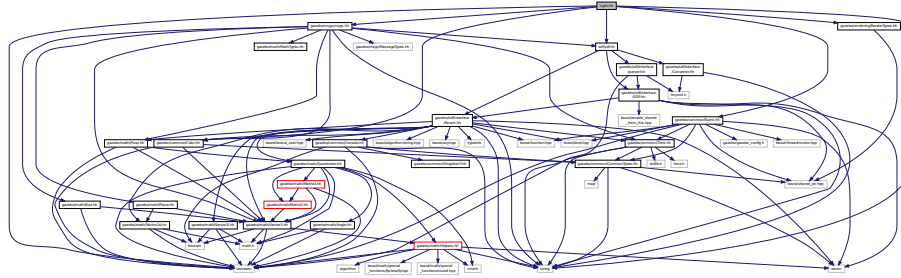 Light.hh
gazebo/msgs/msgs.hh
gazebo/rendering/RenderTypes.hh
gazebo/math/MathTypes.hh
gazebo/msgs/MessageTypes.hh
sdf/sdf.hh
gazebo/sdf/interface
/parser.hh
gazebo/sdf/interface
/Converter.hh
gazebo/sdf/interface
/SDF.hh
tinyxml.h
boost/enable_shared
_from_this.hpp
gazebo/sdf/interface
/Param.hh
gazebo/common/Event.hh
gazebo/math/Pose.hh
gazebo/common/Color.hh
boost/lexical_cast.hpp
gazebo/common/Console.hh
boost/algorithm/string.hpp
boost/any.hpp
typeinfo
boost/function.hpp
boost/bind.hpp
gazebo/common/Time.hh
gazebo/gazebo_config.h
boost/thread/mutex.hpp
gazebo/math/Quaternion.hh
gazebo/common/SingletonT.hh
gazebo/common/CommonTypes.hh
stdlib.h
time.h
gazebo/math/Matrix4.hh
map
boost/shared_ptr.hpp
gazebo/math/Box.hh
gazebo/math/Plane.hh
gazebo/math/Matrix3.hh
gazebo/math/Vector2d.hh
gazebo/math/Vector2i.hh
gazebo/math/Vector3.hh
gazebo/math/Angle.hh
fstream
math.h
gazebo/math/Helpers.hh
iostream
algorithm
boost/math/special
_functions/fpclassify.hpp
boost/math/special
_functions/round.hpp
cmath
string
vector